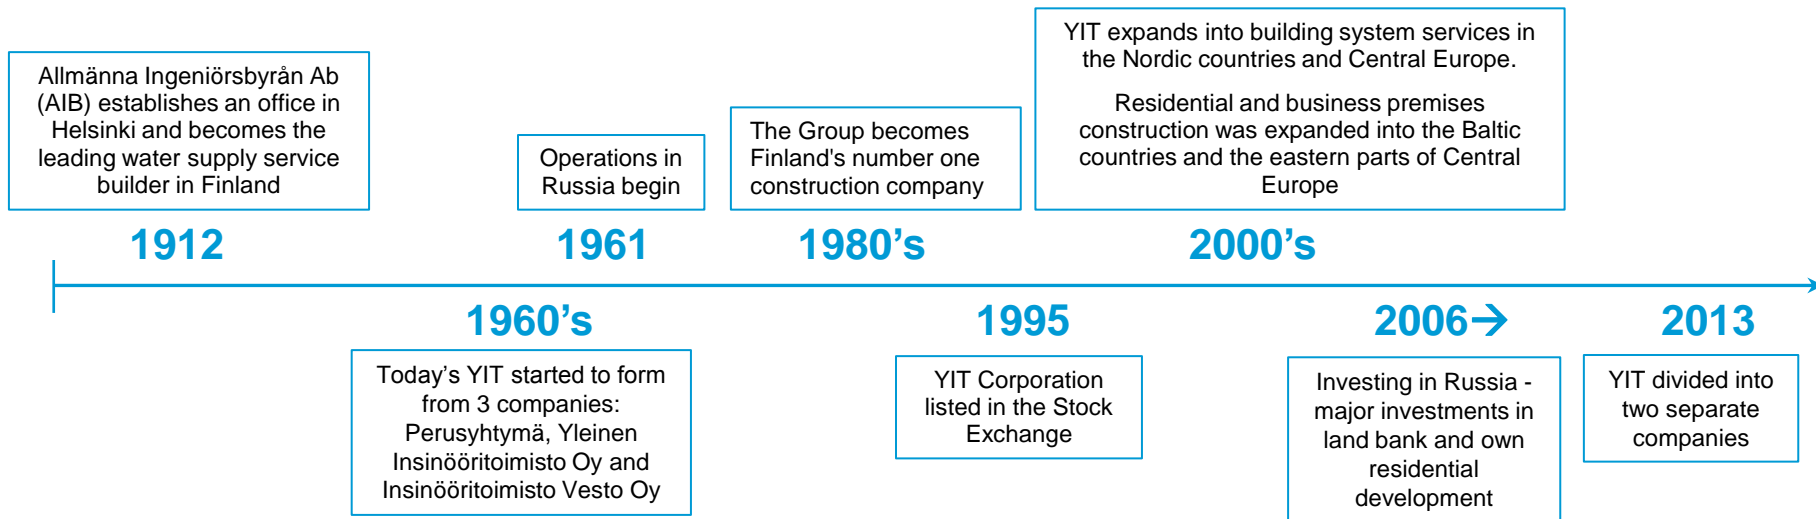 Allmänna Ingeniörsbyrån Ab
(AIB) establishes an office in
Helsinki and becomes the
leading water supply service
builder in Finland
1912
Operations in
Russia begin
1961
The Group becomes
Finland's number one
construction company
1980’s
YIT expands into building system services in
the Nordic countries and Central Europe.
Residential and business premises
construction was expanded into the Baltic
countries and the eastern parts of Central
Europe
2000’s
1960’s
Today’s YIT started to form
from 3 companies:
Perusyhtymä, Yleinen
Insinööritoimisto Oy and
Insinööritoimisto Vesto Oy
1995
YIT Corporation
listed in the Stock
Exchange
2006→
Investing in Russia -
major investments in
land bank and own
residential
development
2013
YIT divided into
two separate
companies